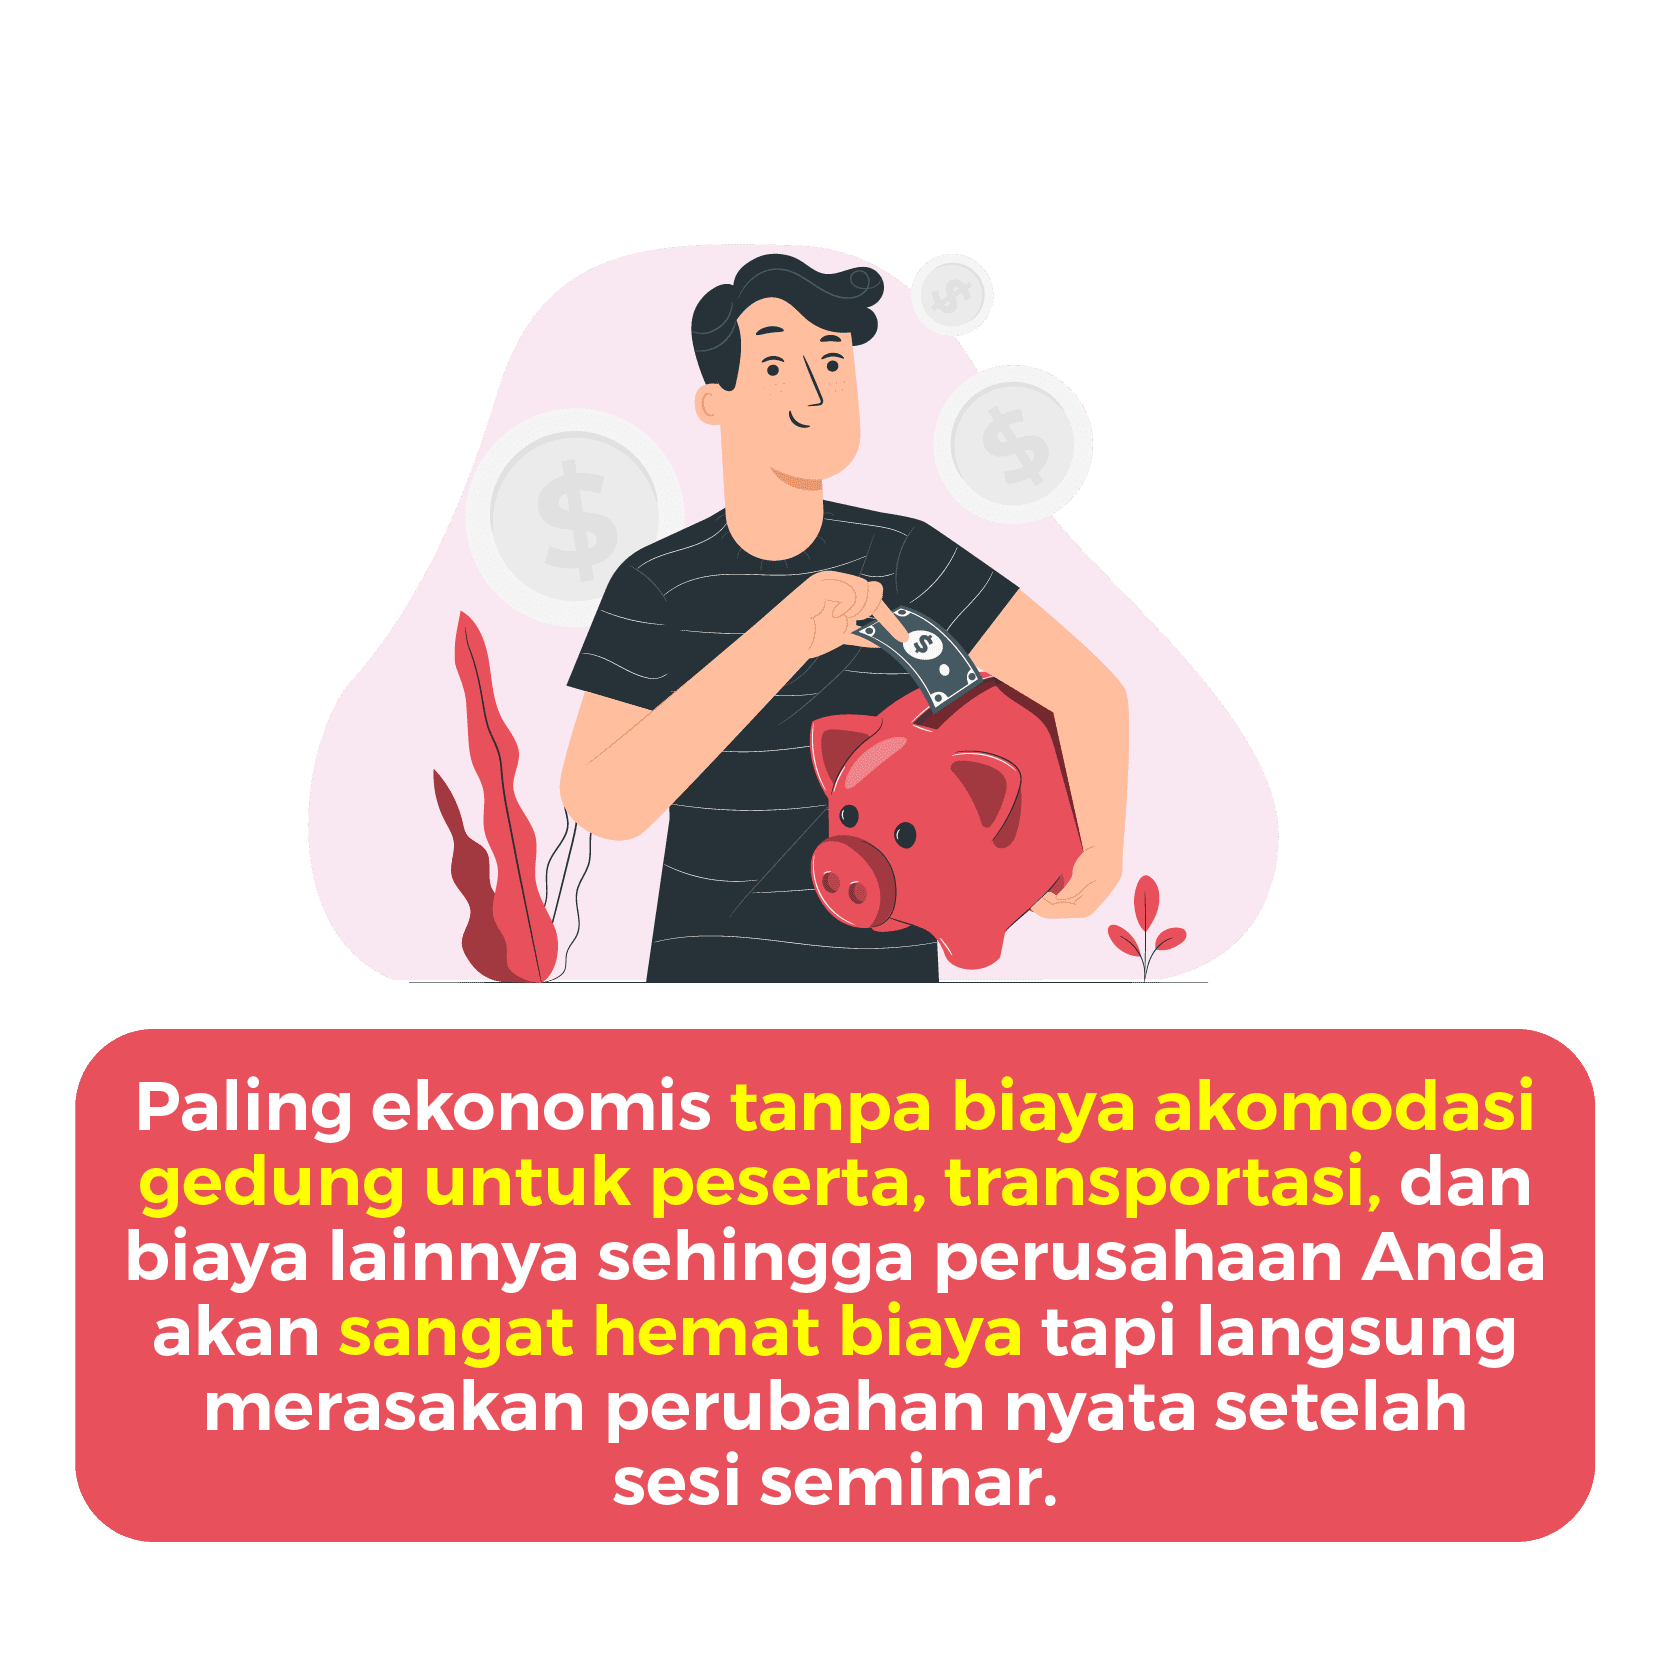 Paling ekonomis tanpa biaya akomodasi
gedung untuk peserta, transportasi, dan
biaya lainnya sehingga perusahaan Anda
akan sangat hemat biaya tapi langsung
merasakan perubahan nyata setelah
sesi seminar.